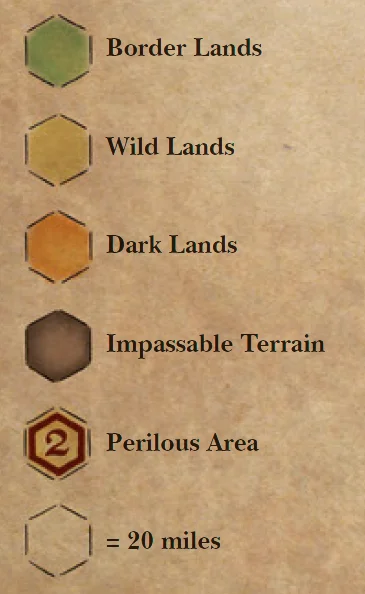 Border Lands
Wild Lands
Dark Lands
Impassable Terrain
2 Perilous Area
= 20 miles